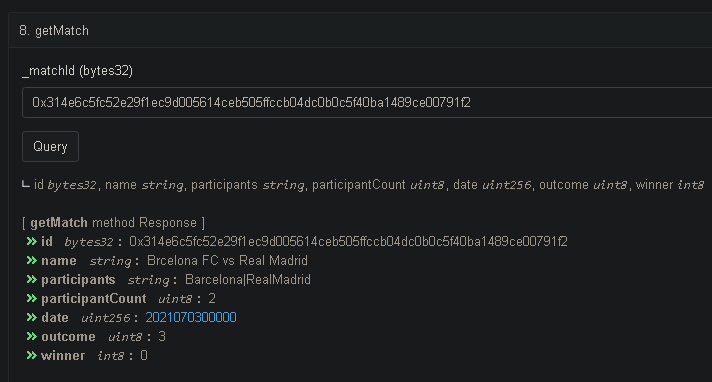 8. getMatch
_matchId (bytes32)
0x314e6c5fc52e29f1ec9d005614ceb505ffccb04dc0b0c5f40ba1489ce00791f2
Query
id bytes32, name string, participants string, participantCount uint8, date uint256, outcome uint8, winner int8
[ getMatch method Response ]
id bytes32 : 0x314e6c5fc52e29f1ec9d005614ceb505ffccb04dc0b0c5f40ba1489ce00791f2
name string : Brcelona FC vs Real Madrid
participants string : Barcelona|RealMadrid
participantCount uint8 : 2
date uint256 : 2021070300000
outcome uint8 : 3
winner int8 : 0